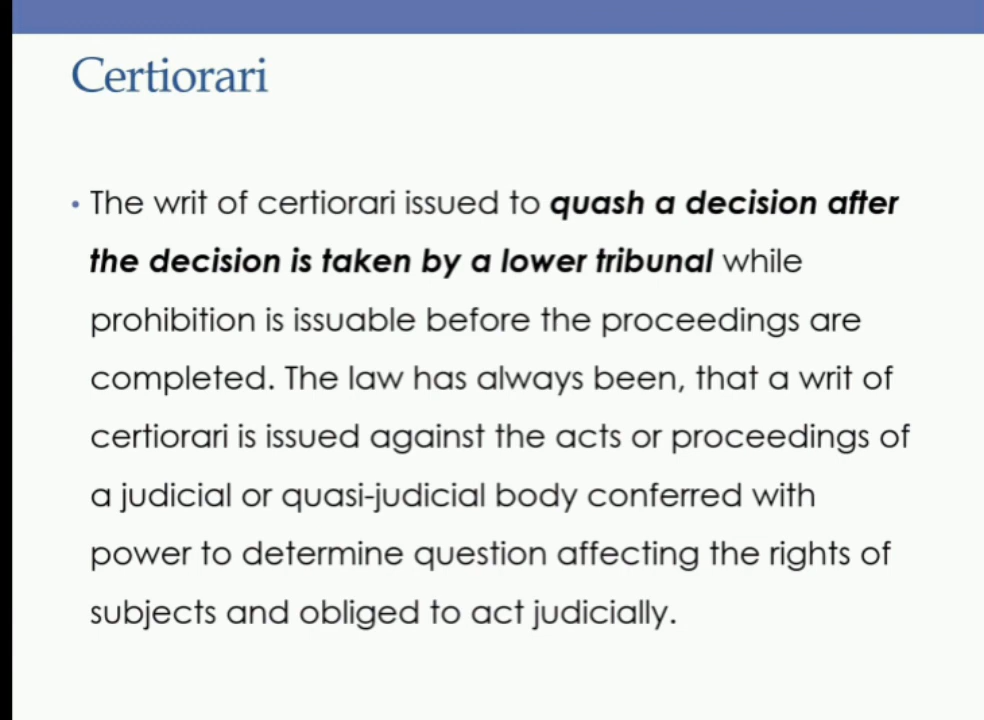 Certiorari
• The writ of certiorari issued to quash a decision after
the decision is taken by a lower tribunal while
prohibition is issuable before the proceedings are
completed. The law has always been, that a writ of
certiorari is issued against the acts or proceedings of
a judicial or quasi-judicial body conferred with
power to determine question affecting the rights of
subjects and obliged to act judicially.